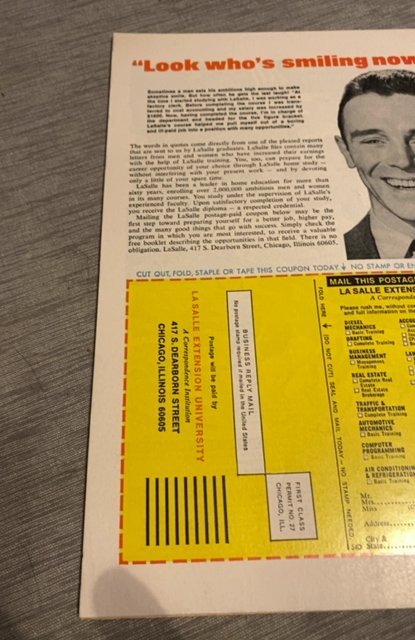 "Look who's smiling now
Sometimes a man sets his ambitions high enough to make
skeptics smile. But how often he gets the last laugh! "At
the time I started studying with LaSalle, I was working as a
factory clerk. Before completing the course I was trans-
ferred to cost accounting and my salary was increased by
$1400. Now, having completed the course, I'm in charge of
the department and headed for the five figure bracket.
LaSalle's course helped me pull myself out of a boring
and ill-paid job into a position with many opportunities."
The words in quotes come directly from one of the pleased reports
that are sent to us by LaSalle graduates. LaSalle files contain many
letters from men and women who have increased their earnings
with the help of LaSalle training. You, too, can prepare for the
career opportunity of your choice through LaSalle home study —
without interfering with your present work — and by devoting
only a little of your spare time.
LaSalle has been a leader in home education for more than
sixty years, enrolling over 2,000,000 ambitious men and women
in its many courses. You study under the supervision of LaSalle's
experienced faculty. Upon satisfactory completion of your study,
you receive the LaSalle diploma — a respected credential.
Mailing the LaSalle postage-paid coupon below may be the
first step toward preparing yourself for a better job, higher pay,
and the many good things that go with success. Simply check the
program in which you are most interested, to receive a valuable
free booklet describing the opportunities in that field. There is no
obligation. LaSalle, 417 S. Dearborn Street, Chicago, Illinois 60605.
CUT OUT, FOLD, STAPLE OR TAPE THIS COUPON TODAY NO STAMP OR EN
FIRST CLASS
PERMIT NO. 27
CHICAGO, ILL.
BUSINESS REPLY MAIL
No postage stamp required if mailed in the United States
Postage will be paid by
LASALLE EXTENSION UNIVERSITY
A Correspondence Institution
417 S. DEARBORN STREET
CHICAGO, ILLINOIS 60605
FOLD HERE (DO NOT CUT) SEAL AND MAIL TODAY — NO STAMP NEEDED.
MAIL THIS POSTAG
LA SALLE EXTENS
A Correspond
Please rush me, without co
and full information on the
DIESEL
MECHANICS
Basic Training
DRAFTING
Complete Training
BUSINESS
MANAGEMENT
Management
Training
REAL ESTATE
Complete Real
Estate
Real Estate
Brokerage
TRAFFIC &
TRANSPORTATION
Complete Training
AUTOMOTIVE
MECHANICS
Basic Training
COMPUTER
PROGRAMMING
Basic Training
AIR CONDITIONIN
& REFRIGERATIO
Basic Training
ACCOU
LAW
Mr.
Mrs.
Miss
Address
City &
510 State